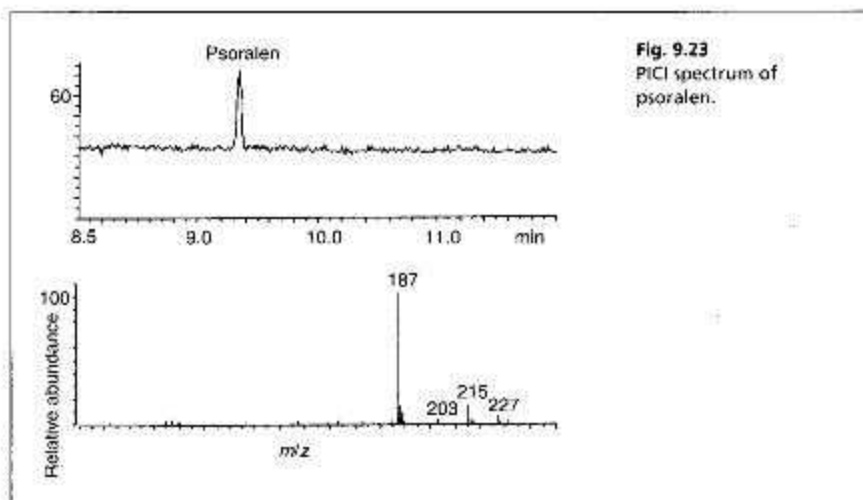 Psoralen
60
8.5 9.0 10.0 11.0 min
Fig. 9.23
PICI spectrum of
psoralen.
187
100
215
203 227
Relative abundance
m/z